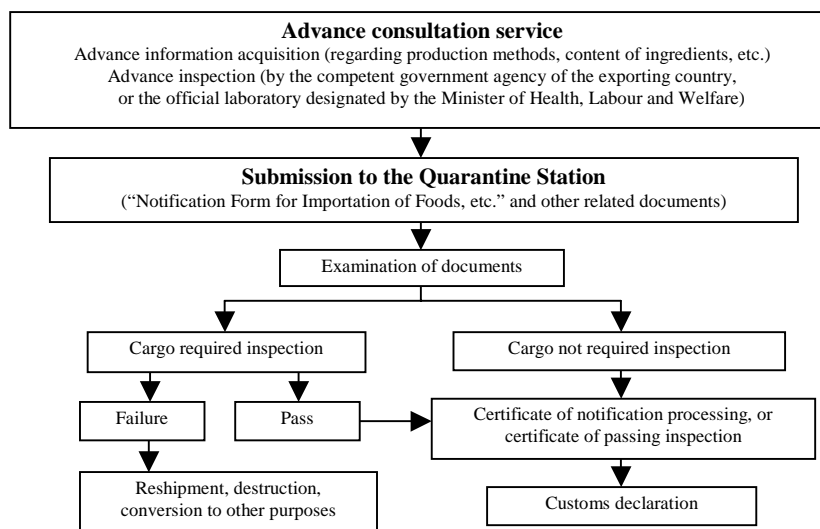 Advance consultation service
Advance information acquisition (regarding production methods, content of ingredients, etc.)
Advance inspection (by the competent government agency of the exporting country,
or the official laboratory designated by the Minister of Health, Labour and Welfare)
Submission to the Quarantine Station
(“Notification Form for Importation of Foods, etc.” and other related documents)
Examination of documents
Cargo required inspection
Cargo not required inspection
Failure
Pass
Certificate of notification processing, or
certificate of passing inspection
Reshipment, destruction,
conversion to other purposes
Customs declaration